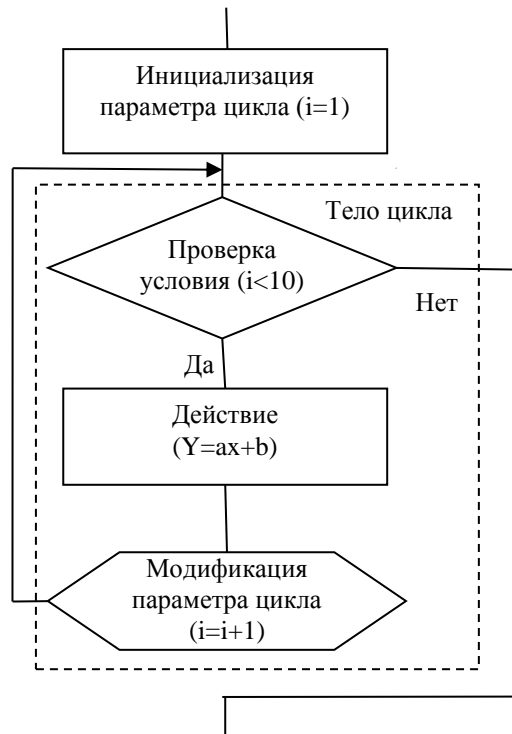 Инициализация
параметра цикла (i=1)
Тело цикла
Проверка
условия (i<10)
Нет
Да
Действие
(Y=ax+b)
Модификация
параметра цикла
(i=i+1)